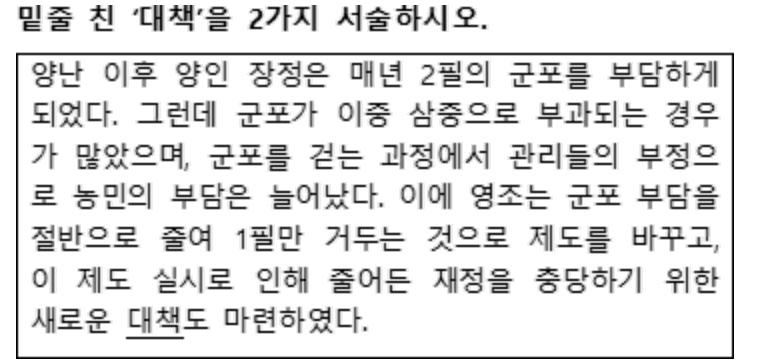 밑줄 친 ‘대책’을 2가지 서술하시오.
양난 이후 양인 장정은 매년 2필의 군포를 부담하게
되었다. 그런데 군포가 이중 삼중으로 부과되는 경우
가 많았으며, 군포를 걷는 과정에서 관리들의 부정으
로 농민의 부담은 늘어났다. 이에 영조는 군포 부담을
절반으로 줄여 1필만 거두는 것으로 제도를 바꾸고,
이 제도 실시로 인해 줄어든 재정을 충당하기 위한
새로운 대책도 마련하였다.